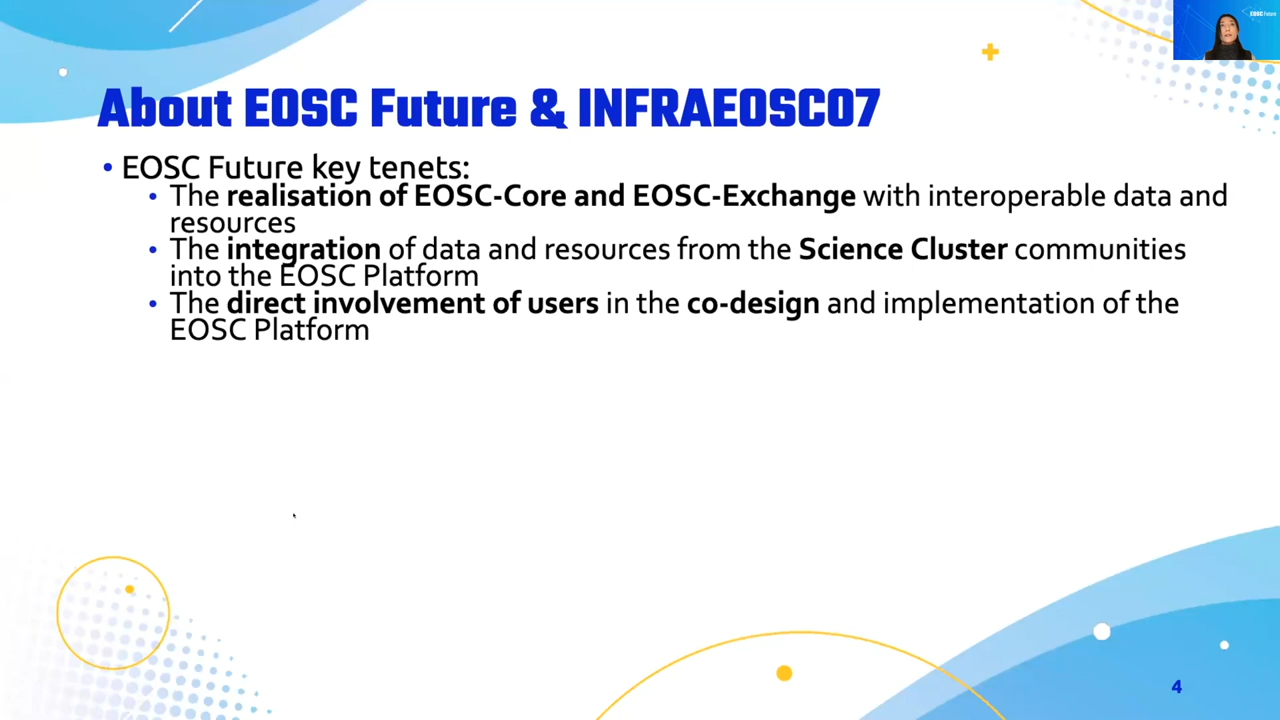 EOSC Future
About EOSC Future & INFRAEOSC07
• EOSC Future key tenets:
• The realisation of EOSC-Core and EOSC-Exchange with interoperable data and
resources
• The integration of data and resources from the Science Cluster communities
into the EOSC Platform
• The direct involvement of users in the co-design and implementation of the
EOSC Platform
4